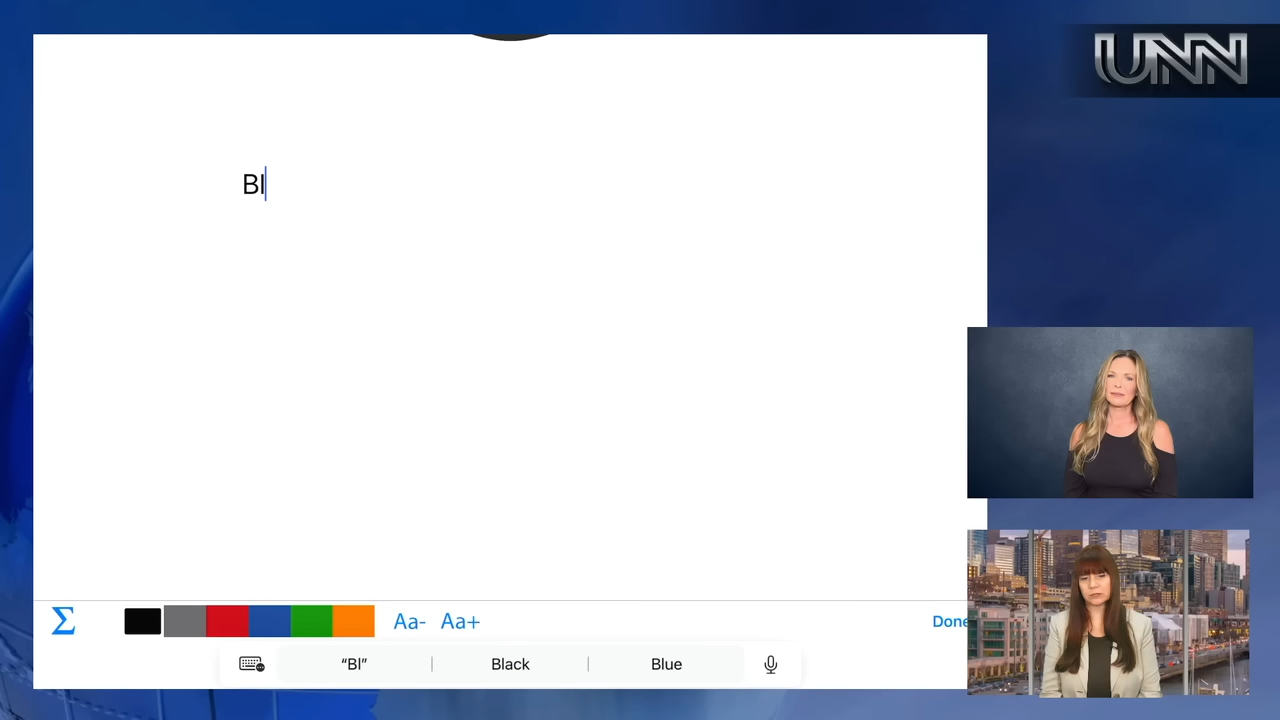 UNN
Bl
Σ
Aa- Aa+
Done
“Bl”
Black
Blue